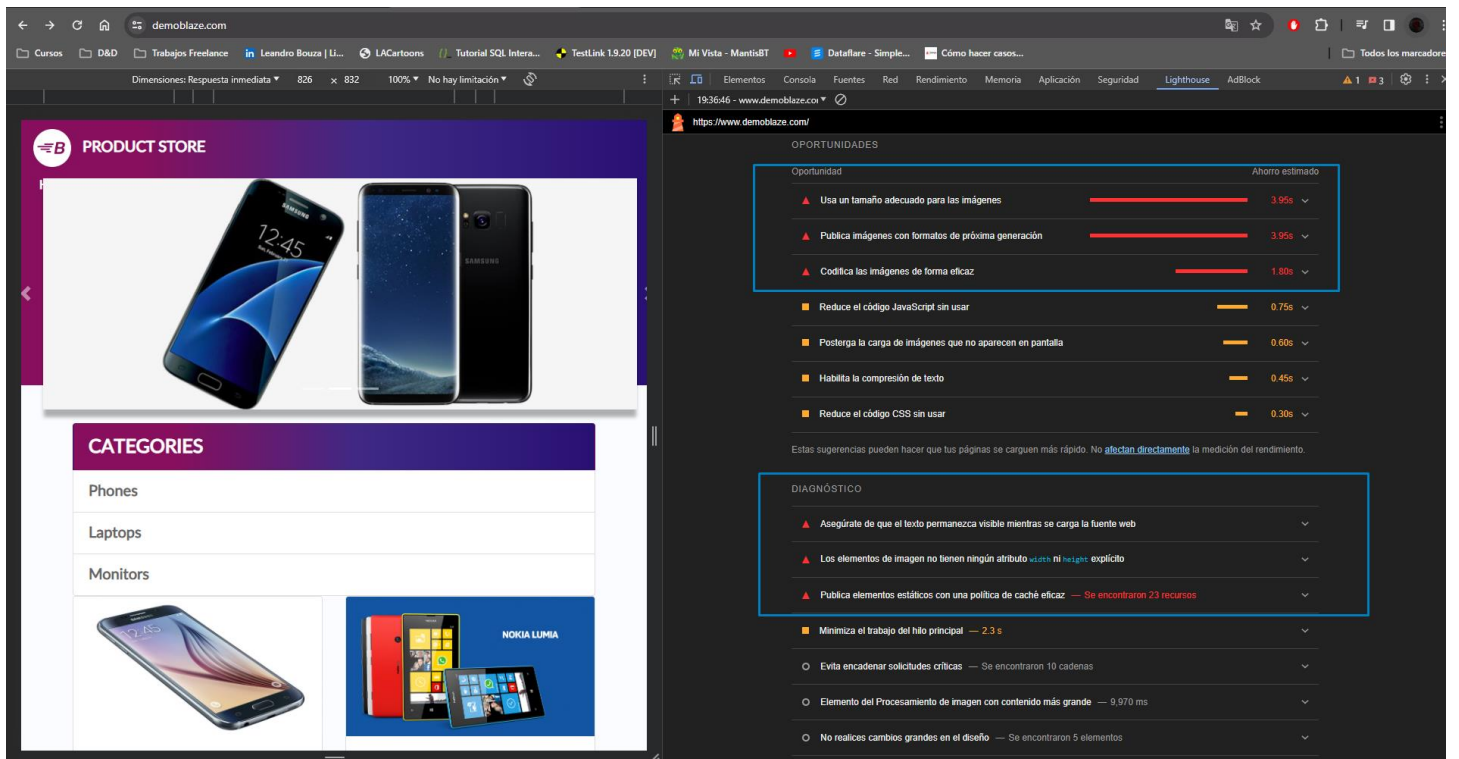 demoblaze.com
Cursos D&D Trabajos Freelance Leandro Bouza | Li... LACartoons Tutorial SQL Intera... TestLink 1.9.20 [DEV] Mi Vista - MantisBT Dataflare - Simple... Cómo hacer casos... Todos los marcadore
Dimensiones: Respuesta inmediata 826 x 832 100% No hay limitación
Elementos Consola Fuentes Red Rendimiento Memoria Aplicación Seguridad Lighthouse AdBlock 1 3
19:36:46 - www.demoblaze.co
https://www.demoblaze.com/
B PRODUCT STORE
SAMSUNG
12:45
SAMSUNG
CATEGORIES
Phones
Laptops
Monitors
12:45
NOKIA LUMIA
OPORTUNIDADES
Oportunidad Ahorro estimado
Usa un tamaño adecuado para las imágenes 3.95s
Publica imágenes con formatos de próxima generación 3.95s
Codifica las imágenes de forma eficaz 1.80s
Reduce el código JavaScript sin usar 0.75s
Posterga la carga de imágenes que no aparecen en pantalla 0.60s
Habilita la compresión de texto 0.45s
Reduce el código CSS sin usar 0.30s
Estas sugerencias pueden hacer que tus páginas se carguen más rápido. No afectan directamente la medición del rendimiento.
DIAGNÓSTICO
Asegúrate de que el texto permanezca visible mientras se carga la fuente web
Los elementos de imagen no tienen ningún atributo width ni height explícito
Publica elementos estáticos con una política de caché eficaz — Se encontraron 23 recursos
Minimiza el trabajo del hilo principal — 2.3 s
Evita encadenar solicitudes críticas — Se encontraron 10 cadenas
Elemento del Procesamiento de imagen con contenido más grande — 9,970 ms
No realices cambios grandes en el diseño — Se encontraron 5 elementos